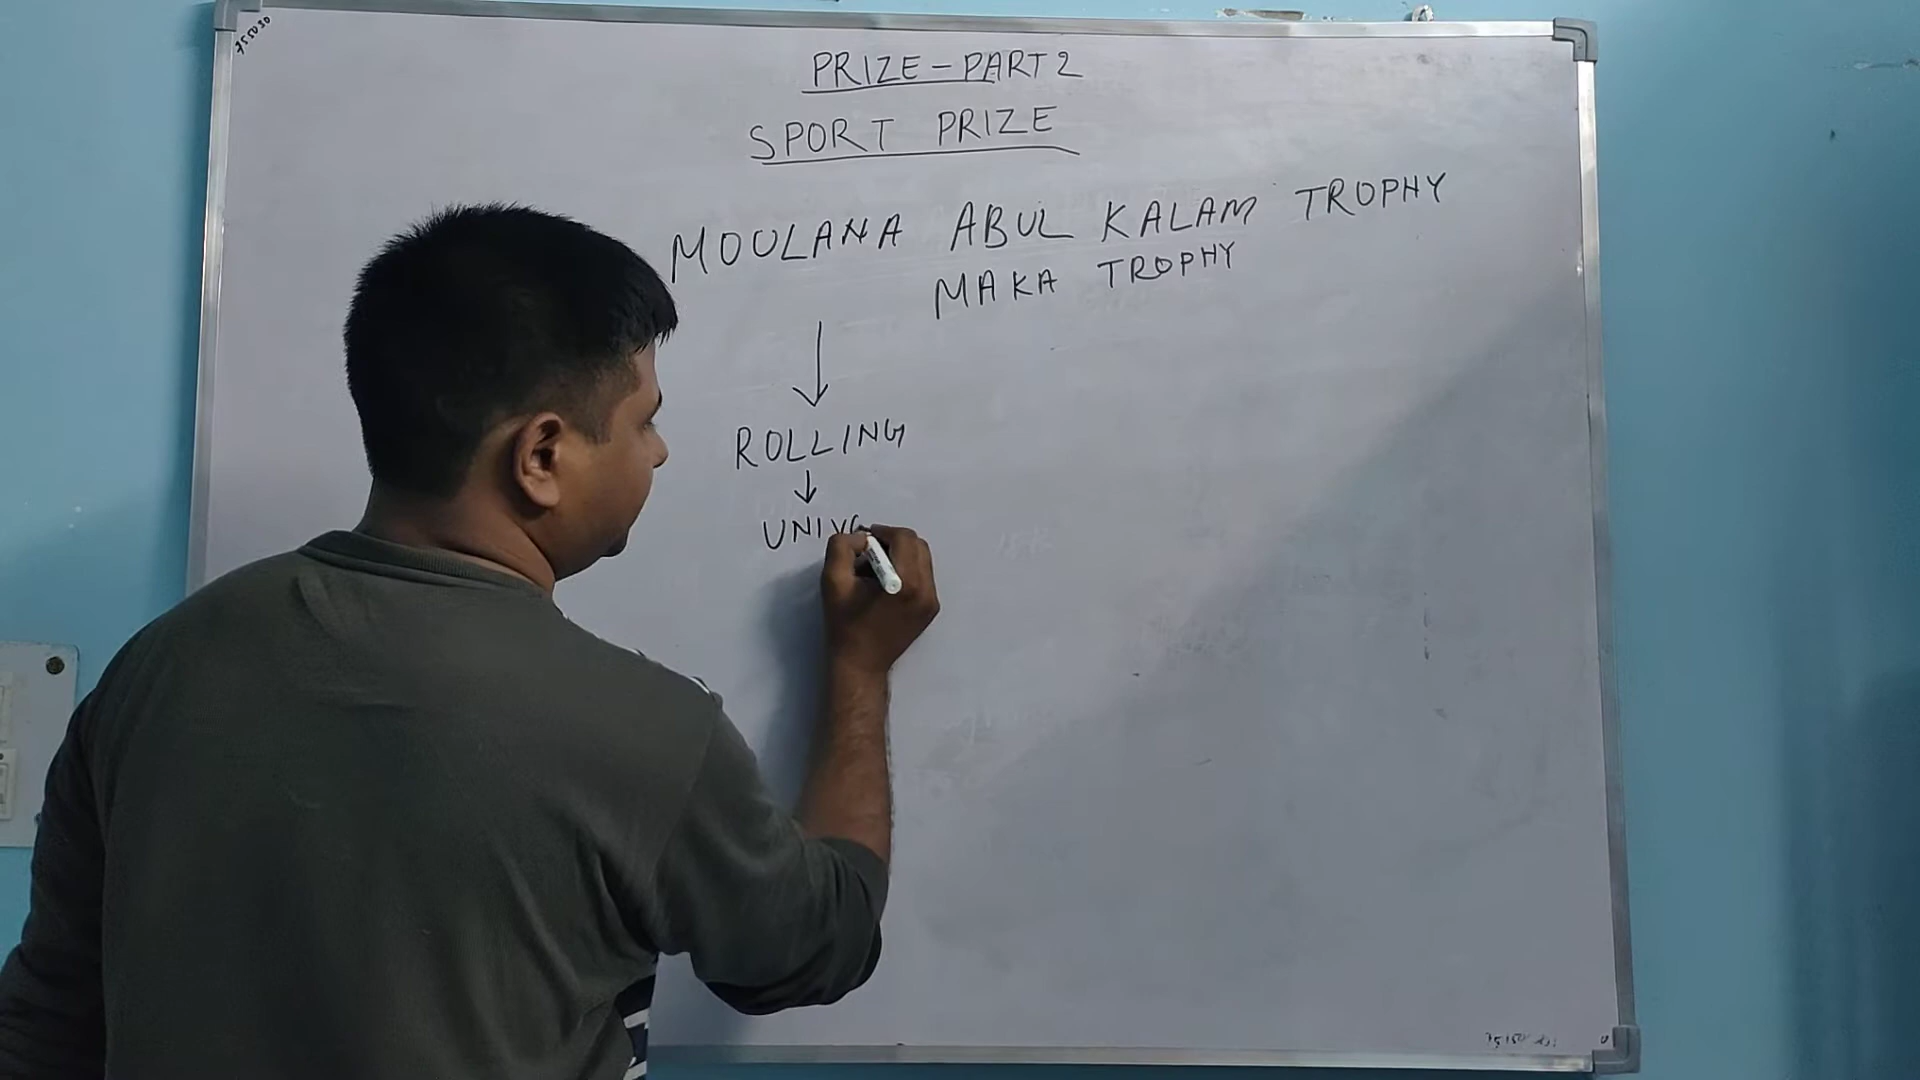 PRIZE - PART 2
SPORT PRIZE
MOULANA ABUL KALAM TROPHY
MAKA TROPHY
ROLLING